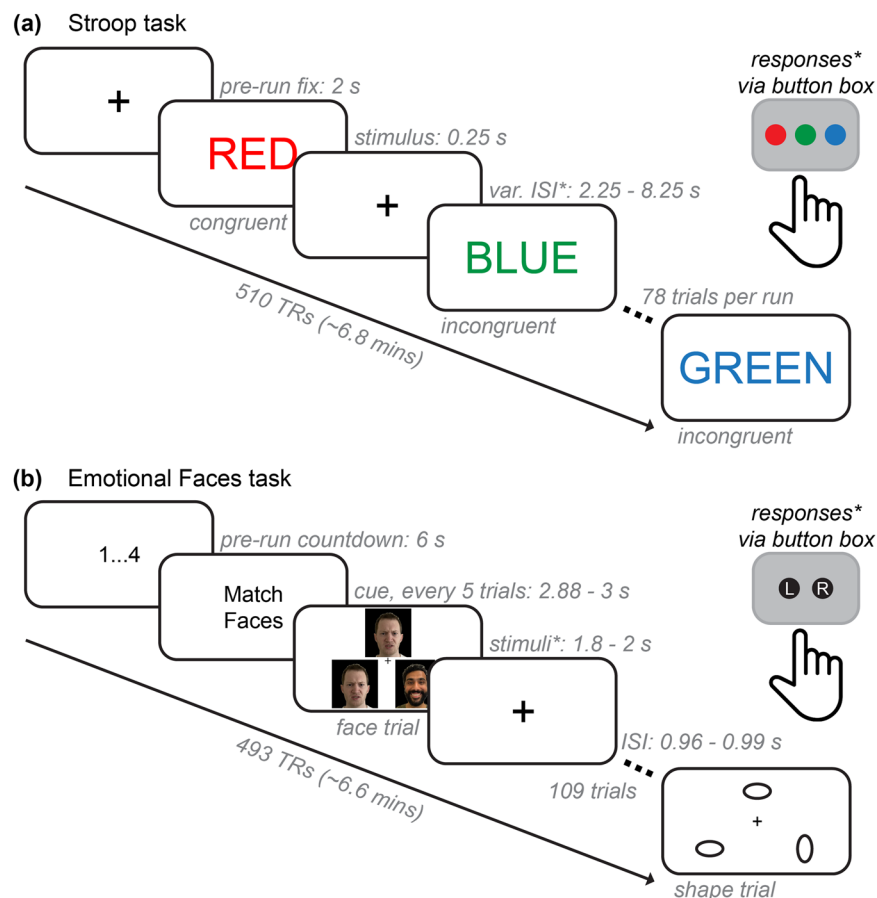 (a) Stroop task
+
pre-run fix: 2 s
responses*
via button box
RED
stimulus: 0.25 s
congruent
+
var. ISI*: 2.25 - 8.25 s
BLUE
incongruent
78 trials per run
GREEN
incongruent
510 TRs (~6.8 mins)
(b) Emotional Faces task
1...4
pre-run countdown: 6 s
responses*
via button box
L R
Match
Faces
cue, every 5 trials: 2.88 - 3 s
+
stimuli*: 1.8 - 2 s
face trial
+
ISI: 0.96 - 0.99 s
109 trials
+
shape trial
493 TRs (~6.6 mins)